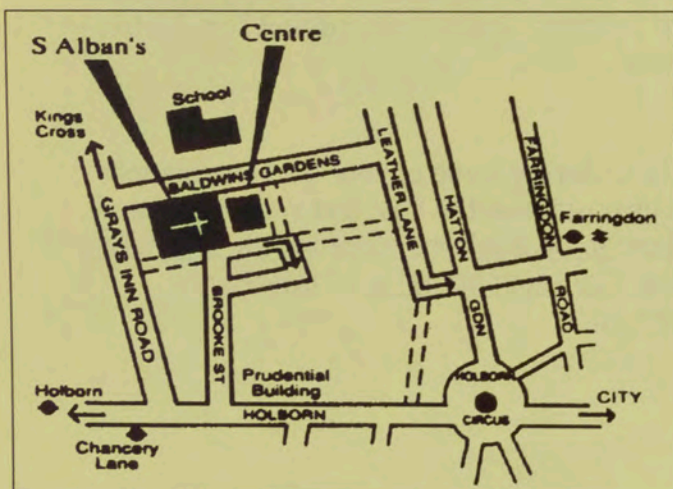 S Alban's
Centre
School
Kings
Cross
BALDWINS GARDENS
LEATHER LANE
HATTON
GDN
FARRINGDON
ROAD
Farringdon
GRAYS INN ROAD
BROOKE ST
Prudential
Building
Holborn
HOLBORN
HOLBORN
CIRCUS
CITY
Chancery
Lane